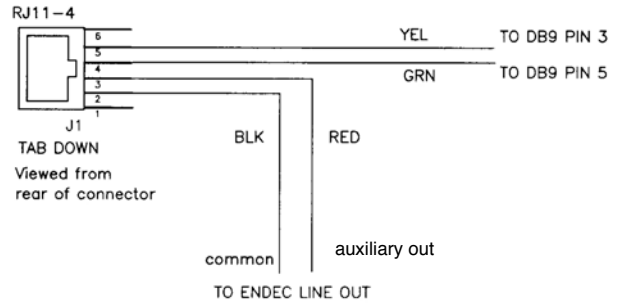 RJ11-4
6
5
4
3
2
1
YEL
TO DB9 PIN 3
GRN
TO DB9 PIN 5
J1
TAB DOWN
Viewed from
rear of connector
BLK
RED
common
auxiliary out
TO ENDEC LINE OUT